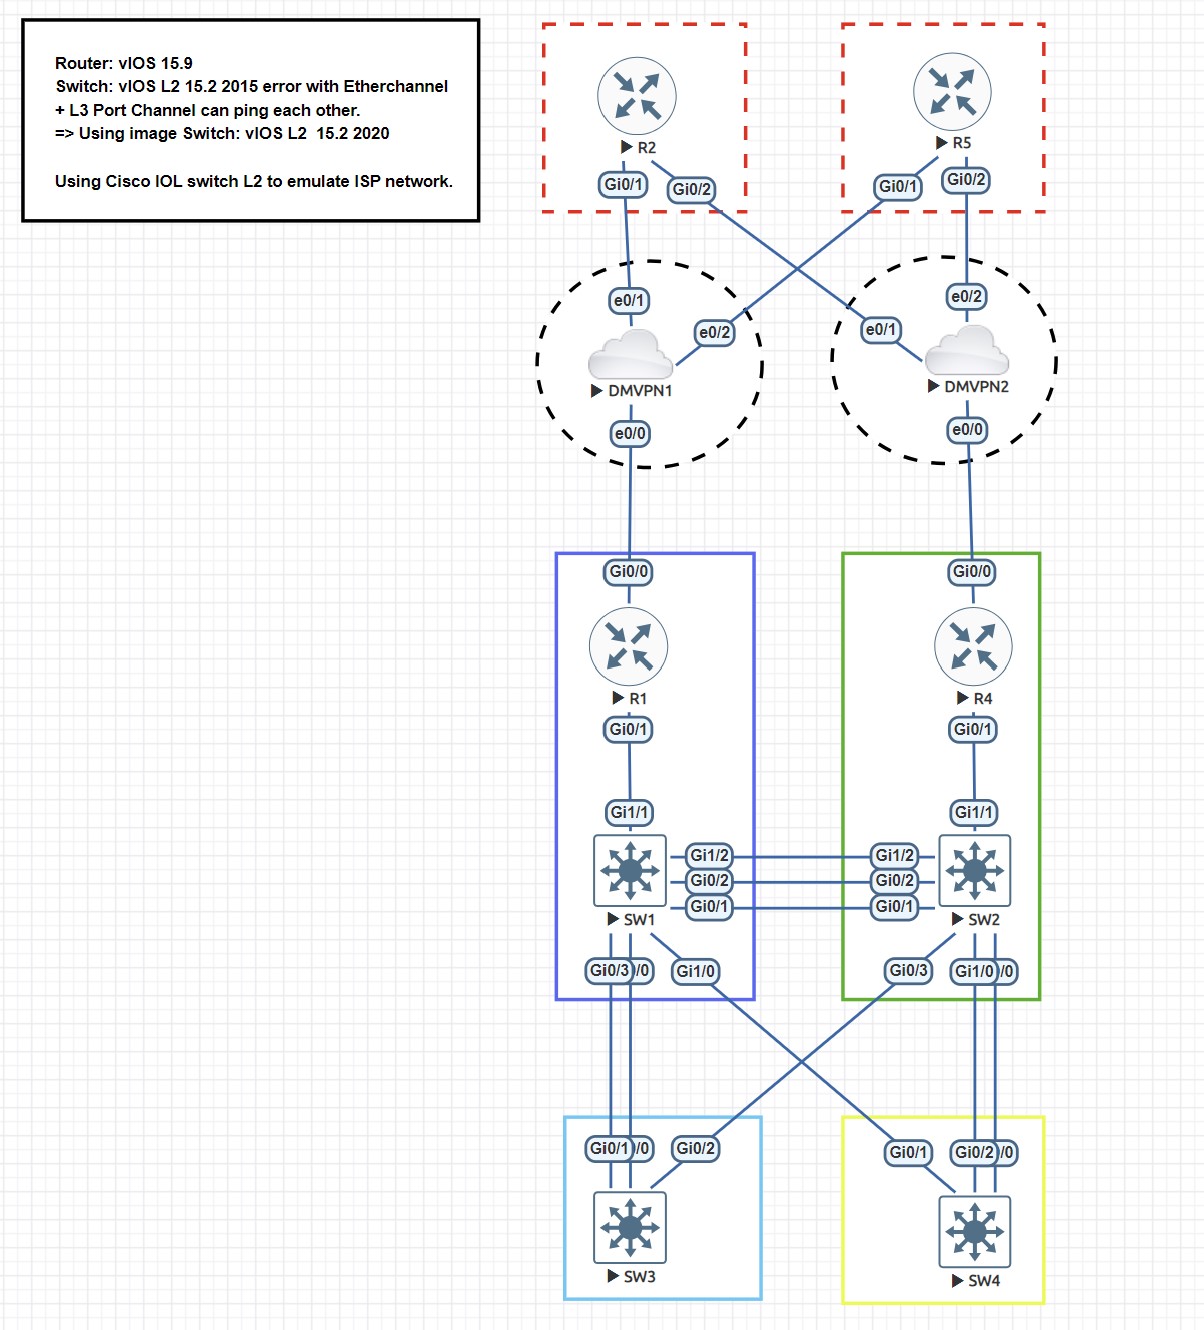 Router: vIOS 15.9
Switch: vIOS L2 15.2 2015 error with Etherchannel
+ L3 Port Channel can ping each other.
=> Using image Switch: vIOS L2 15.2 2020
Using Cisco IOL switch L2 to emulate ISP network.
R2
R5
Gi0/1
Gi0/2
Gi0/1
Gi0/2
e0/1
e0/2
e0/1
e0/2
DMVPN1
DMVPN2
e0/0
e0/0
Gi0/0
Gi0/0
R1
R4
Gi0/1
Gi0/1
Gi1/1
Gi1/1
Gi1/2
Gi1/2
Gi0/2
Gi0/2
Gi0/1
Gi0/1
SW1
SW2
Gi0/3
/0
Gi1/0
Gi0/3
Gi1/0
/0
Gi0/1
/0
Gi0/2
Gi0/1
Gi0/2
/0
SW3
SW4